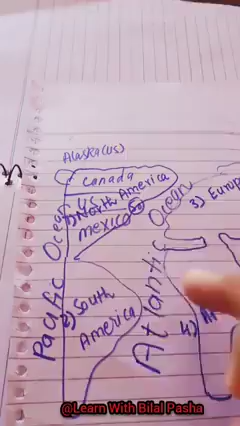 Alaska(US)
Canada
US
1) North America
mexico
Pacific Ocean
2) South
America
Atlantic Ocean
3) Europ
4)
@Learn With Bilal Pasha